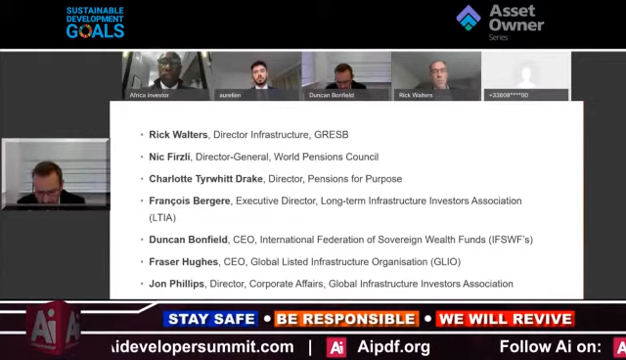 SUSTAINABLE
DEVELOPMENT
GOALS
Asset
Owner
Series
Africa Investor
aurelien
Duncan Bonfield
Rick Walters
+33608****00
• Rick Walters, Director Infrastructure, GRESB
• Nic Firzli, Director-General, World Pensions Council
• Charlotte Tyrwhitt Drake, Director, Pensions for Purpose
• François Bergere, Executive Director, Long-term Infrastructure Investors Association
(LTIA)
• Duncan Bonfield, CEO, International Federation of Sovereign Wealth Funds (IFSWF's)
• Fraser Hughes, CEO, Global Listed Infrastructure Organisation (GLIO)
• Jon Phillips, Director, Corporate Affairs, Global Infrastructure Investors Association
STAY SAFE • BE RESPONSIBLE • WE WILL REVIVE
Ai
aidevelopersummit.com | Ai Aipdf.org Follow Ai on: A